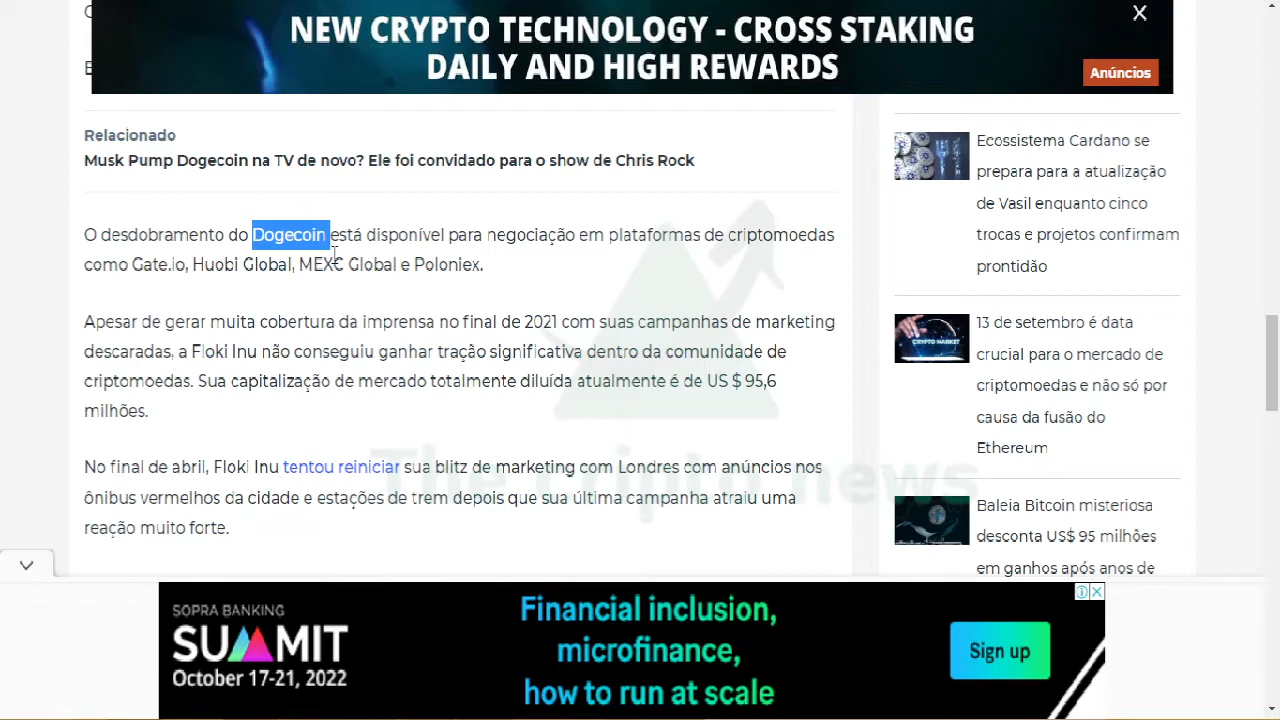 NEW CRYPTO TECHNOLOGY - CROSS STAKING
DAILY AND HIGH REWARDS
Anúncios
Relacionado
Musk Pump Dogecoin na TV de novo? Ele foi convidado para o show de Chris Rock
O desdobramento do Dogecoin está disponível para negociação em plataformas de criptomoedas
como Gate.io, Huobi Global, MEXC Global e Poloniex.
Apesar de gerar muita cobertura da imprensa no final de 2021 com suas campanhas de marketing
descaradas, a Floki Inu não conseguiu ganhar tração significativa dentro da comunidade de
criptomoedas. Sua capitalização de mercado totalmente diluída atualmente é de US $ 95,6
milhões.
No final de abril, Floki Inu tentou reiniciar sua blitz de marketing com Londres com anúncios nos
ônibus vermelhos da cidade e estações de trem depois que sua última campanha atraiu uma
reação muito forte.
The cripto news
Ecossistema Cardano se
prepara para a atualização
de Vasil enquanto cinco
trocas e projetos confirmam
prontidão
CRYPTO MARKET
13 de setembro é data
crucial para o mercado de
criptomoedas e não só por
causa da fusão do
Ethereum
Baleia Bitcoin misteriosa
desconta US$ 95 milhões
em ganhos após anos de
SOPRA BANKING
SUMMIT
October 17-21, 2022
Financial inclusion,
microfinance,
how to run at scale
Sign up